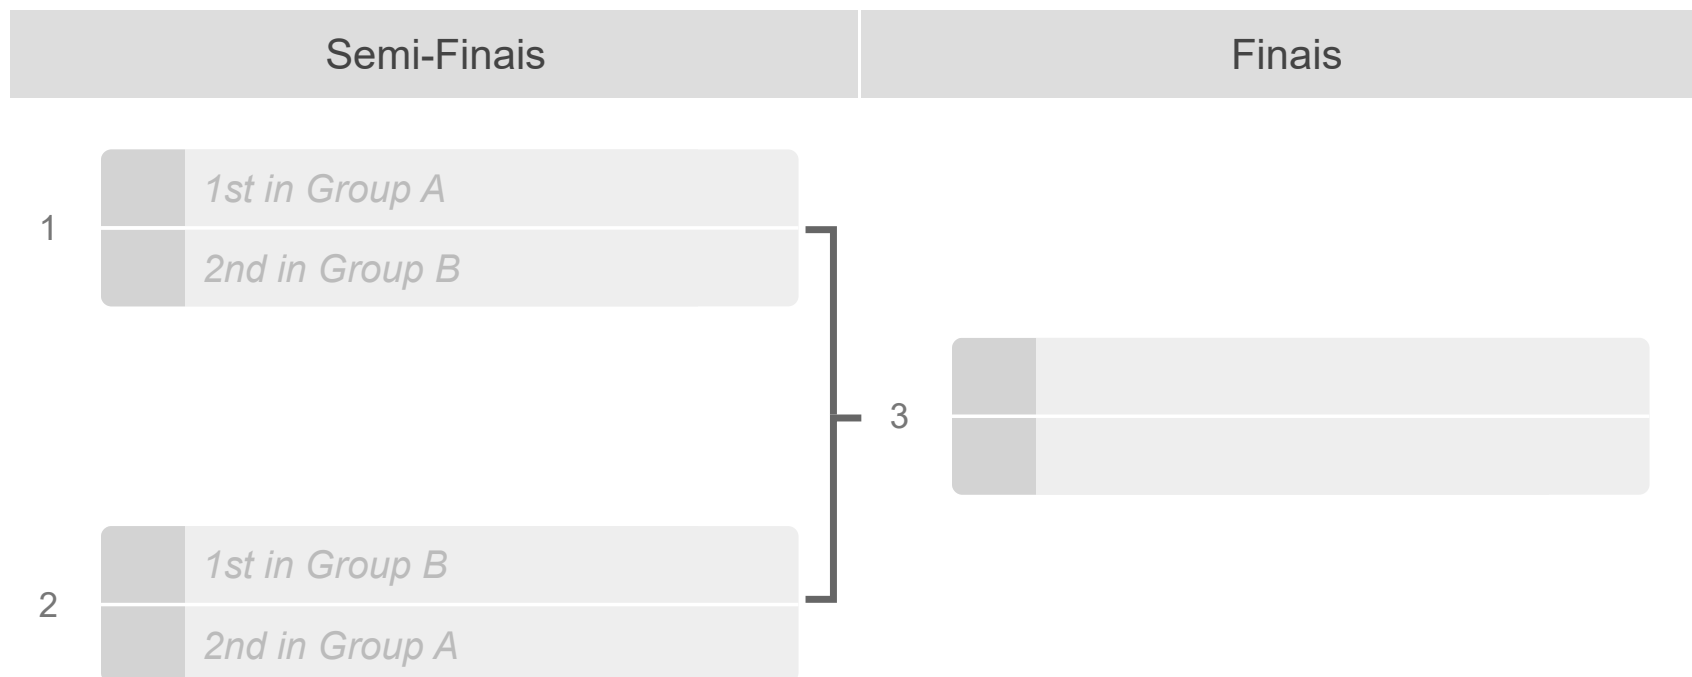 Semi-Finais
Finais
1
1st in Group A
2nd in Group B
3
2
1st in Group B
2nd in Group A